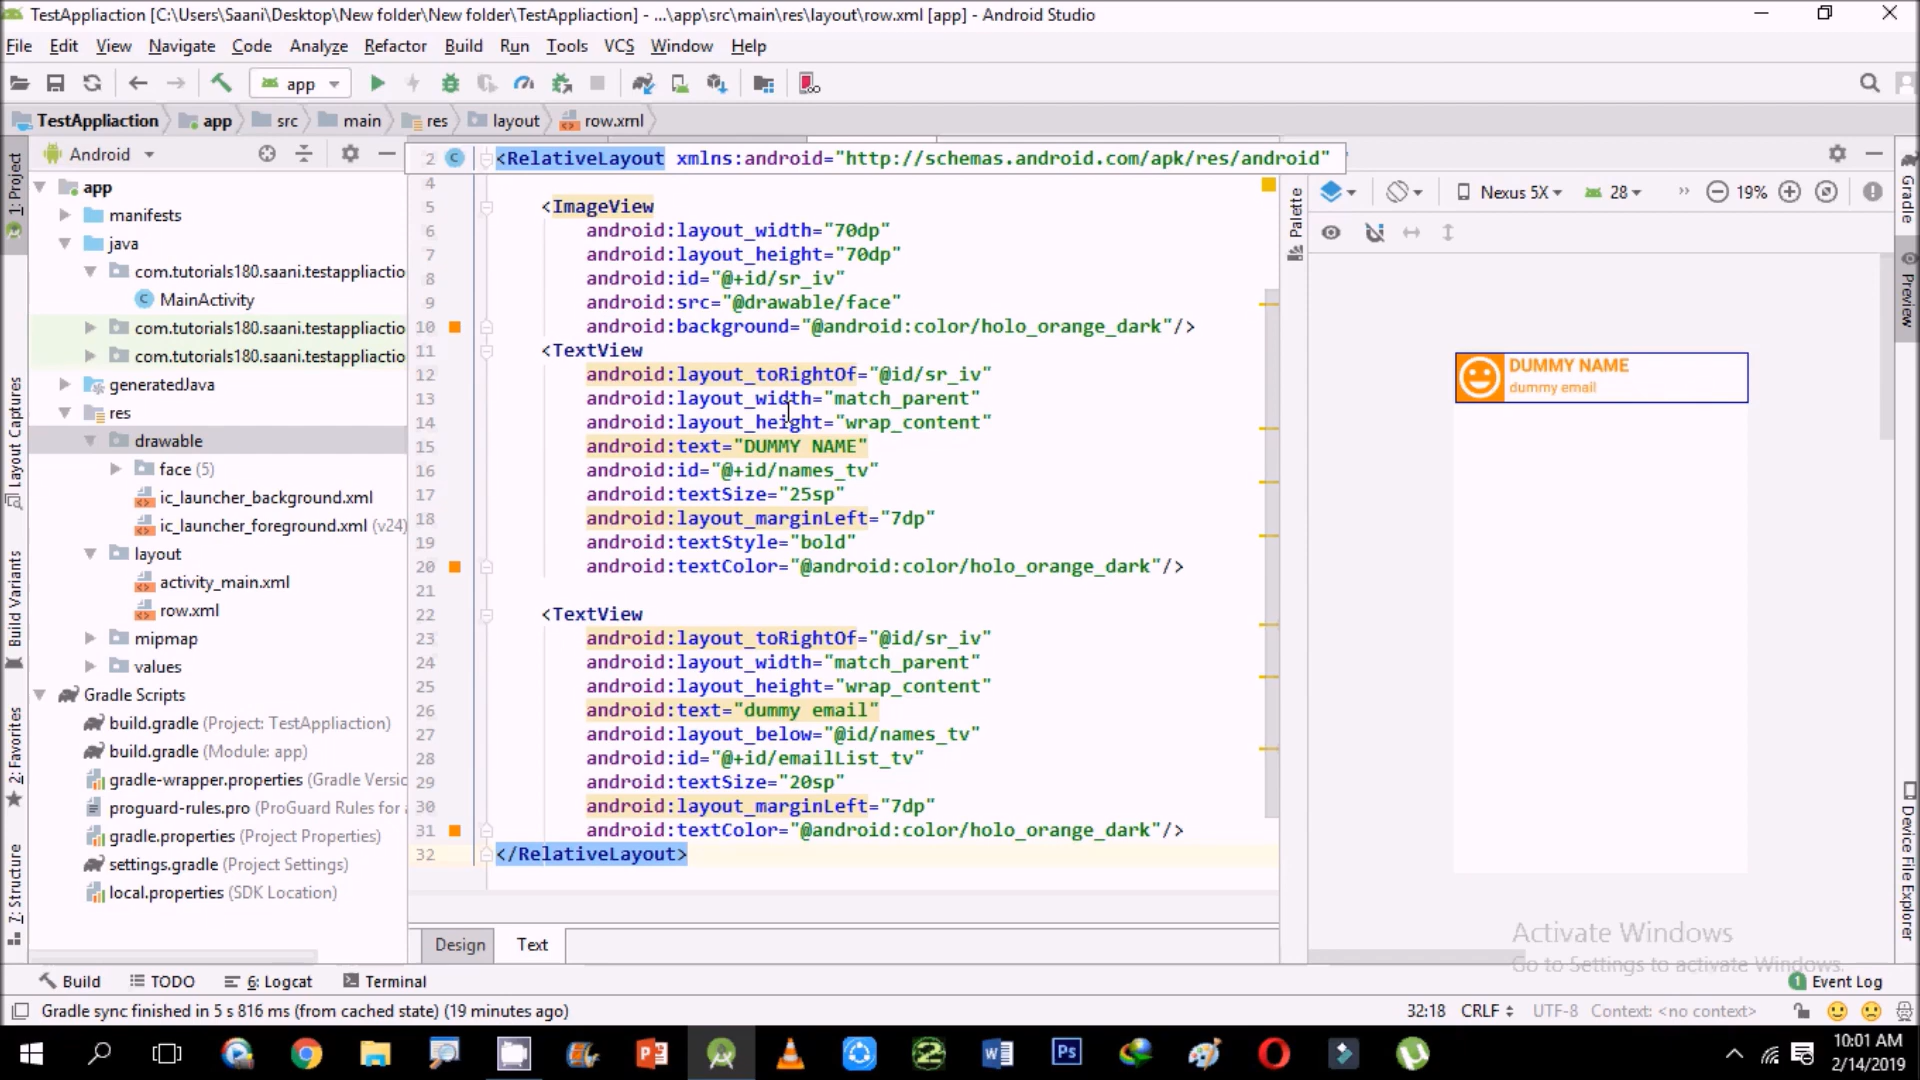 TestAppliaction [C:\Users\Saani\Desktop\New folder\New folder\TestAppliaction] - ...\app\src\main\res\layout\row.xml [app] - Android Studio
File Edit View Navigate Code Analyze Refactor Build Run Tools VCS Window Help
app
TestAppliaction app src main res layout row.xml
1: Project
Layout Captures
Build Variants
2: Favorites
7: Structure
Android
app
manifests
java
com.tutorials180.saani.testappliactio
MainActivity
com.tutorials180.saani.testappliactio
com.tutorials180.saani.testappliactio
generatedJava
res
drawable
face (5)
ic_launcher_background.xml
ic_launcher_foreground.xml (v24)
layout
activity_main.xml
row.xml
mipmap
values
Gradle Scripts
build.gradle (Project: TestAppliaction)
build.gradle (Module: app)
gradle-wrapper.properties (Gradle Versic
proguard-rules.pro (ProGuard Rules for
gradle.properties (Project Properties)
settings.gradle (Project Settings)
local.properties (SDK Location)
2 <RelativeLayout xmlns:android="http://schemas.android.com/apk/res/android"
4
5 <ImageView
6 android:layout_width="70dp"
7 android:layout_height="70dp"
8 android:id="@+id/sr_iv"
9 android:src="@drawable/face"
10 android:background="@android:color/holo_orange_dark"/>
11 <TextView
12 android:layout_toRightOf="@id/sr_iv"
13 android:layout_width="match_parent"
14 android:layout_height="wrap_content"
15 android:text="DUMMY NAME"
16 android:id="@+id/names_tv"
17 android:textSize="25sp"
18 android:layout_marginLeft="7dp"
19 android:textStyle="bold"
20 android:textColor="@android:color/holo_orange_dark"/>
21
22 <TextView
23 android:layout_toRightOf="@id/sr_iv"
24 android:layout_width="match_parent"
25 android:layout_height="wrap_content"
26 android:text="dummy email"
27 android:layout_below="@id/names_tv"
28 android:id="@+id/emailList_tv"
29 android:textSize="20sp"
30 android:layout_marginLeft="7dp"
31 android:textColor="@android:color/holo_orange_dark"/>
32 </RelativeLayout>
Design Text
Palette
Nexus 5X 28 19%
DUMMY NAME
dummy email
Gradle
Preview
Device File Explorer
Activate Windows
Go to Settings to activate Windows.
Build TODO 6: Logcat Terminal 1 Event Log
Gradle sync finished in 5 s 816 ms (from cached state) (19 minutes ago) 32:18 CRLF UTF-8 Context: <no context>
10:01 AM
2/14/2019